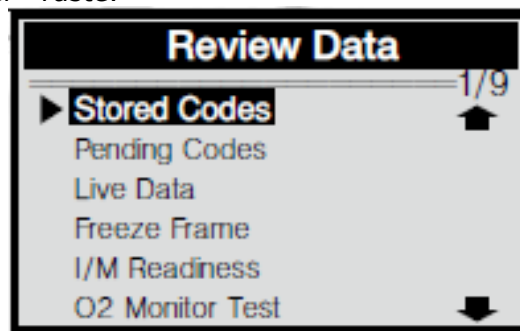 Review Data
1/9
Stored Codes
Pending Codes
Live Data
Freeze Frame
I/M Readiness
O2 Monitor Test